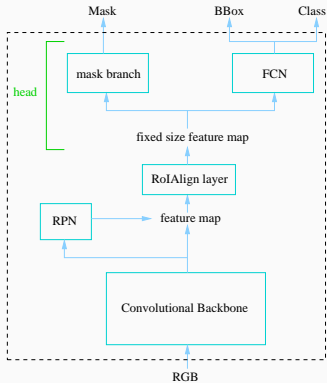 Mask
BBox
Class
mask branch
FCN
head
fixed size feature map
RoIAlign layer
RPN
feature map
Convolutional Backbone
RGB